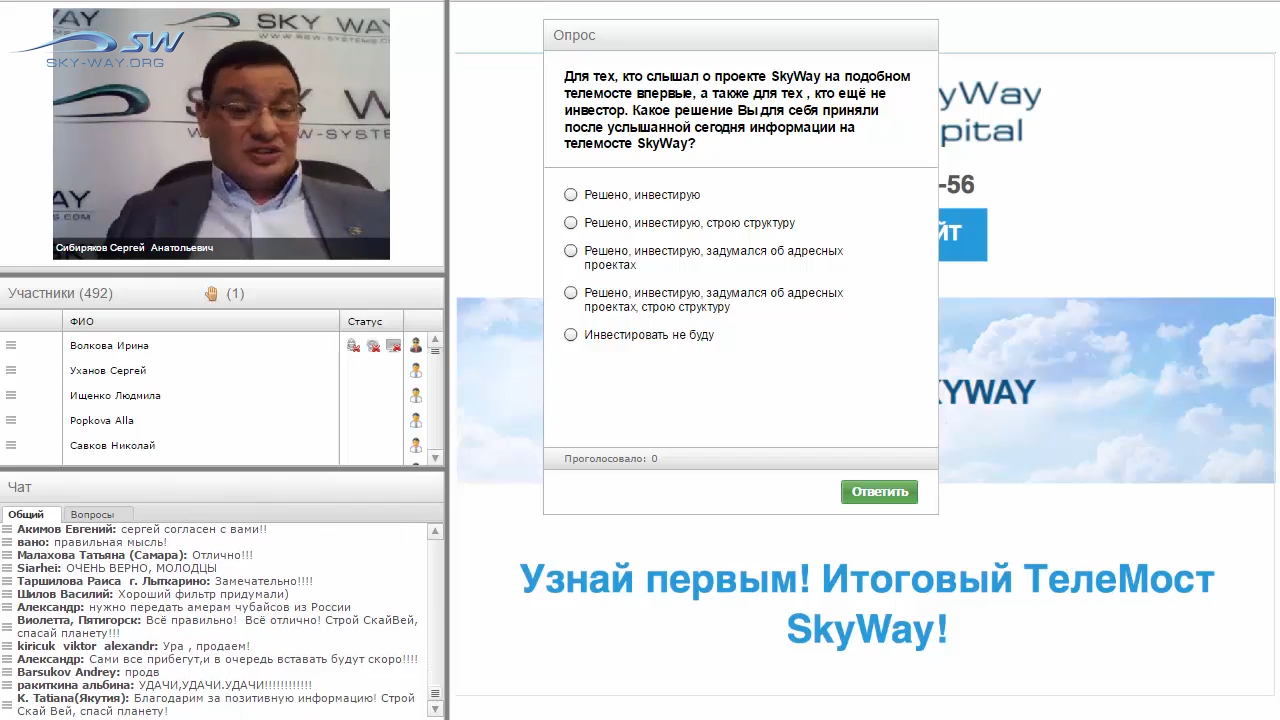 WAY
SKY WAY
WWW.RSW-SYSTEMS.COM
SW
SKY-WAY.ORG
Сибиряков Сергей Анатольевич
Участники (492)
(1)
ФИО
Статус
Волкова Ирина
Уханов Сергей
Ищенко Людмила
Popkova Alla
Савков Николай
Чат
Общий
Вопросы
Акимов Евгений: сергей согласен с вами!!
вано: правильная мысль!
Малахова Татьяна (Самара): Отлично!!!
Siarhei: ОЧЕНЬ ВЕРНО, МОЛОДЦЫ
Таршилова Раиса г. Лыткарино: Замечательно!!!!
Шилов Василий: Хороший фильтр придумали)
Александр: нужно передать амерам чубайсов из России
Виолетта, Пятигорск: Всё правильно! Всё отлично! Строй СкайВей,
спасай планету!!!
kiricuk viktor alexandr: Ура , продаем!
Александр: Сами все прибегут,и в очередь вставать будут скоро!!!!
Barsukov Andrey: продв
ракиткина альбина: УДАЧИ,УДАЧИ.УДАЧИ!!!!!!!!!!!!
K. Tatiana(Якутия): Благодарим за позитивную информацию! Строй
Скай Вей, спасй планету!
Опрос
Для тех, кто слышал о проекте SkyWay на подобном
телемосте впервые, а также для тех , кто ещё не
инвестор. Какое решение Вы для себя приняли
после услышанной сегодня информации на
телемосте SkyWay?
Решено, инвестирую
Решено, инвестирую, строю структуру
Решено, инвестирую, задумался об адресных
проектах
Решено, инвестирую, задумался об адресных
проектах, строю структуру
Инвестировать не буду
Проголосовало: 0
Ответить
yWay
pital
-56
йт
KYWAY
Узнай первым! Итоговый ТелеМост
SkyWay!